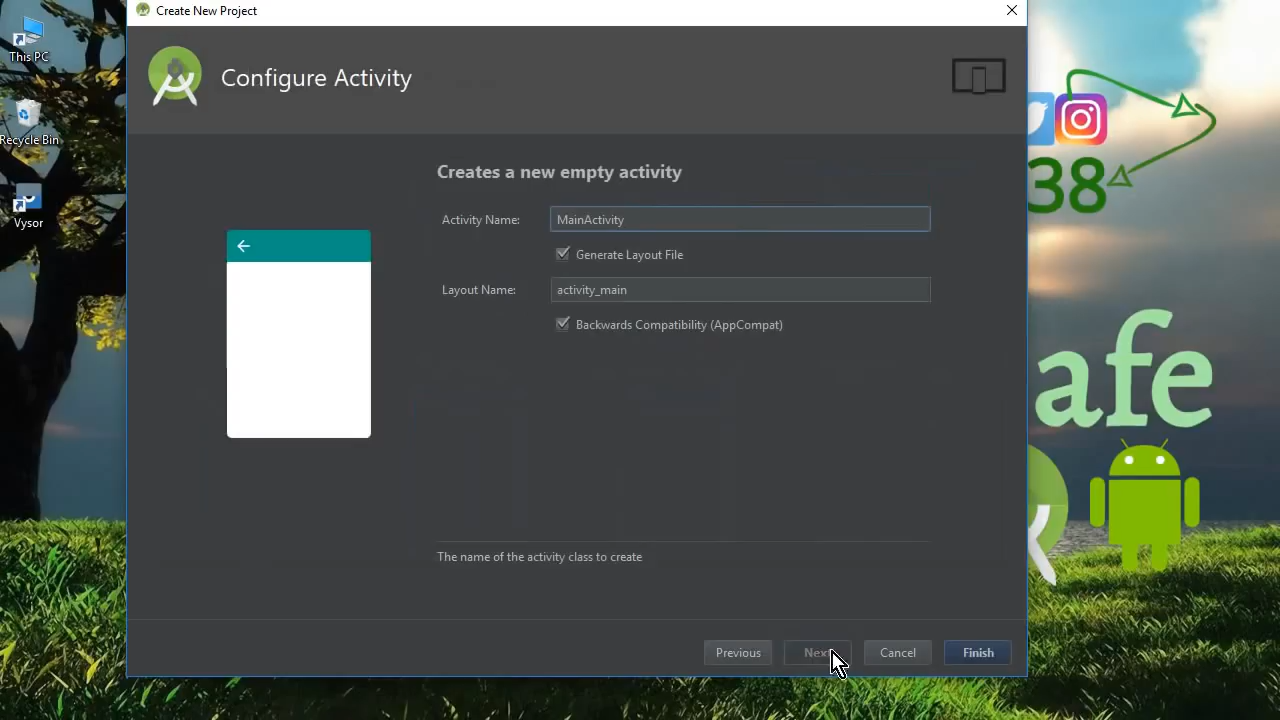 Create New Project
This PC
Configure Activity
Recycle Bin
38
Creates a new empty activity
Vysor
Activity Name:
MainActivity
Generate Layout File
Layout Name:
activity_main
Backwards Compatibility (AppCompat)
afe
The name of the activity class to create
Previous
Cancel
Finish